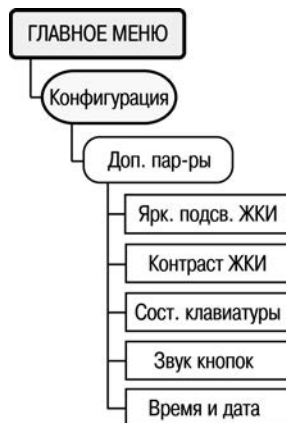 ГЛАВНОЕ МЕНЮ
Конфигурация
Доп. пар-ры
Ярк. подсв. ЖКИ
Контраст ЖКИ
Сост. клавиатуры
Звук кнопок
Время и дата